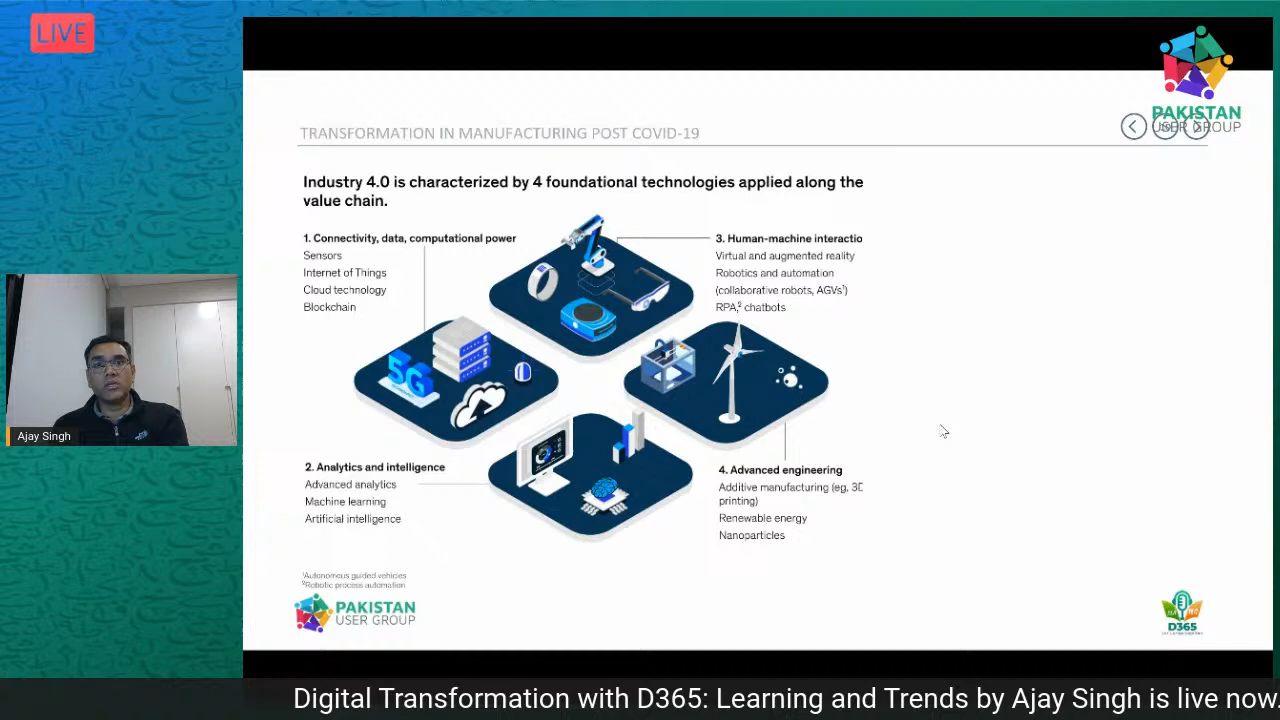 LIVE
PAKISTAN
USER GROUP
TRANSFORMATION IN MANUFACTURING POST COVID-19
Industry 4.0 is characterized by 4 foundational technologies applied along the
value chain.
1. Connectivity, data, computational power
Sensors
Internet of Things
Cloud technology
Blockchain
3. Human-machine interactio
Virtual and augmented reality
Robotics and automation
(collaborative robots, AGVs¹)
RPA,² chatbots
5G
Ajay Singh
2. Analytics and intelligence
Advanced analytics
Machine learning
Artificial intelligence
4. Advanced engineering
Additive manufacturing (eg, 3D
printing)
Renewable energy
Nanoparticles
¹Autonomous guided vehicles
²Robotic process automation
PAKISTAN
USER GROUP
D365
Digital Transformation with D365: Learning and Trends by Ajay Singh is live now.